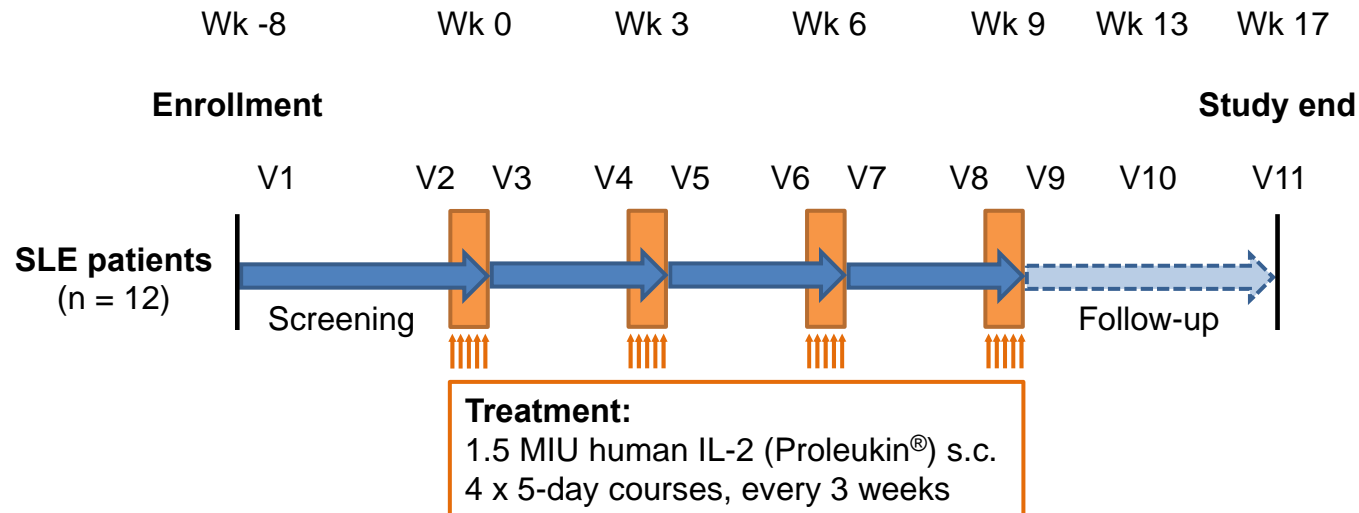 Wk -8 Wk 0 Wk 3 Wk 6 Wk 9 Wk 13 Wk 17
Enrollment Study end
V1 V2 V3 V4 V5 V6 V7 V8 V9 V10 V11
SLE patients
(n = 12)
Screening Follow-up
Treatment:
1.5 MIU human IL-2 (Proleukin®) s.c.
4 x 5-day courses, every 3 weeks